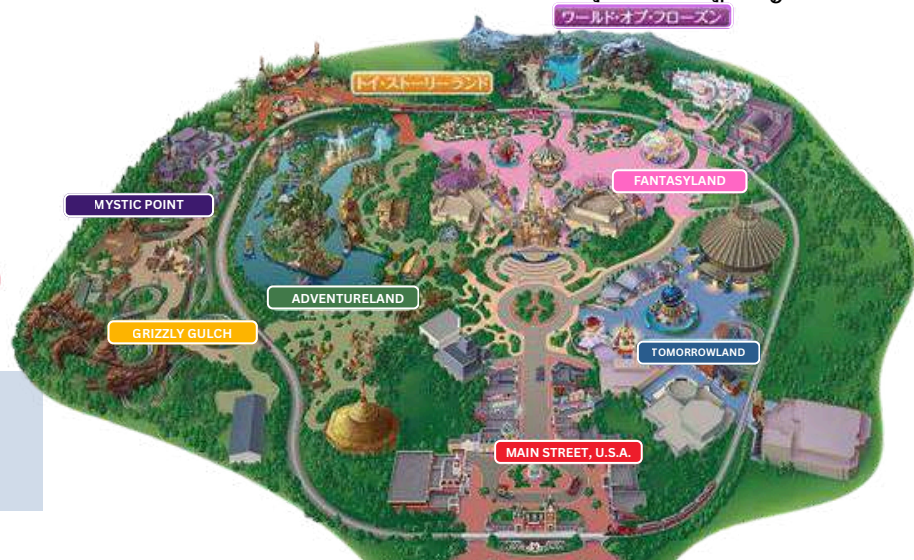 ワールド・オブ・フローズン
トイ・ストーリーランド
FANTASYLAND
MYSTIC POINT
ADVENTURELAND
GRIZZLY GULCH
TOMORROWLAND
MAIN STREET, U.S.A.